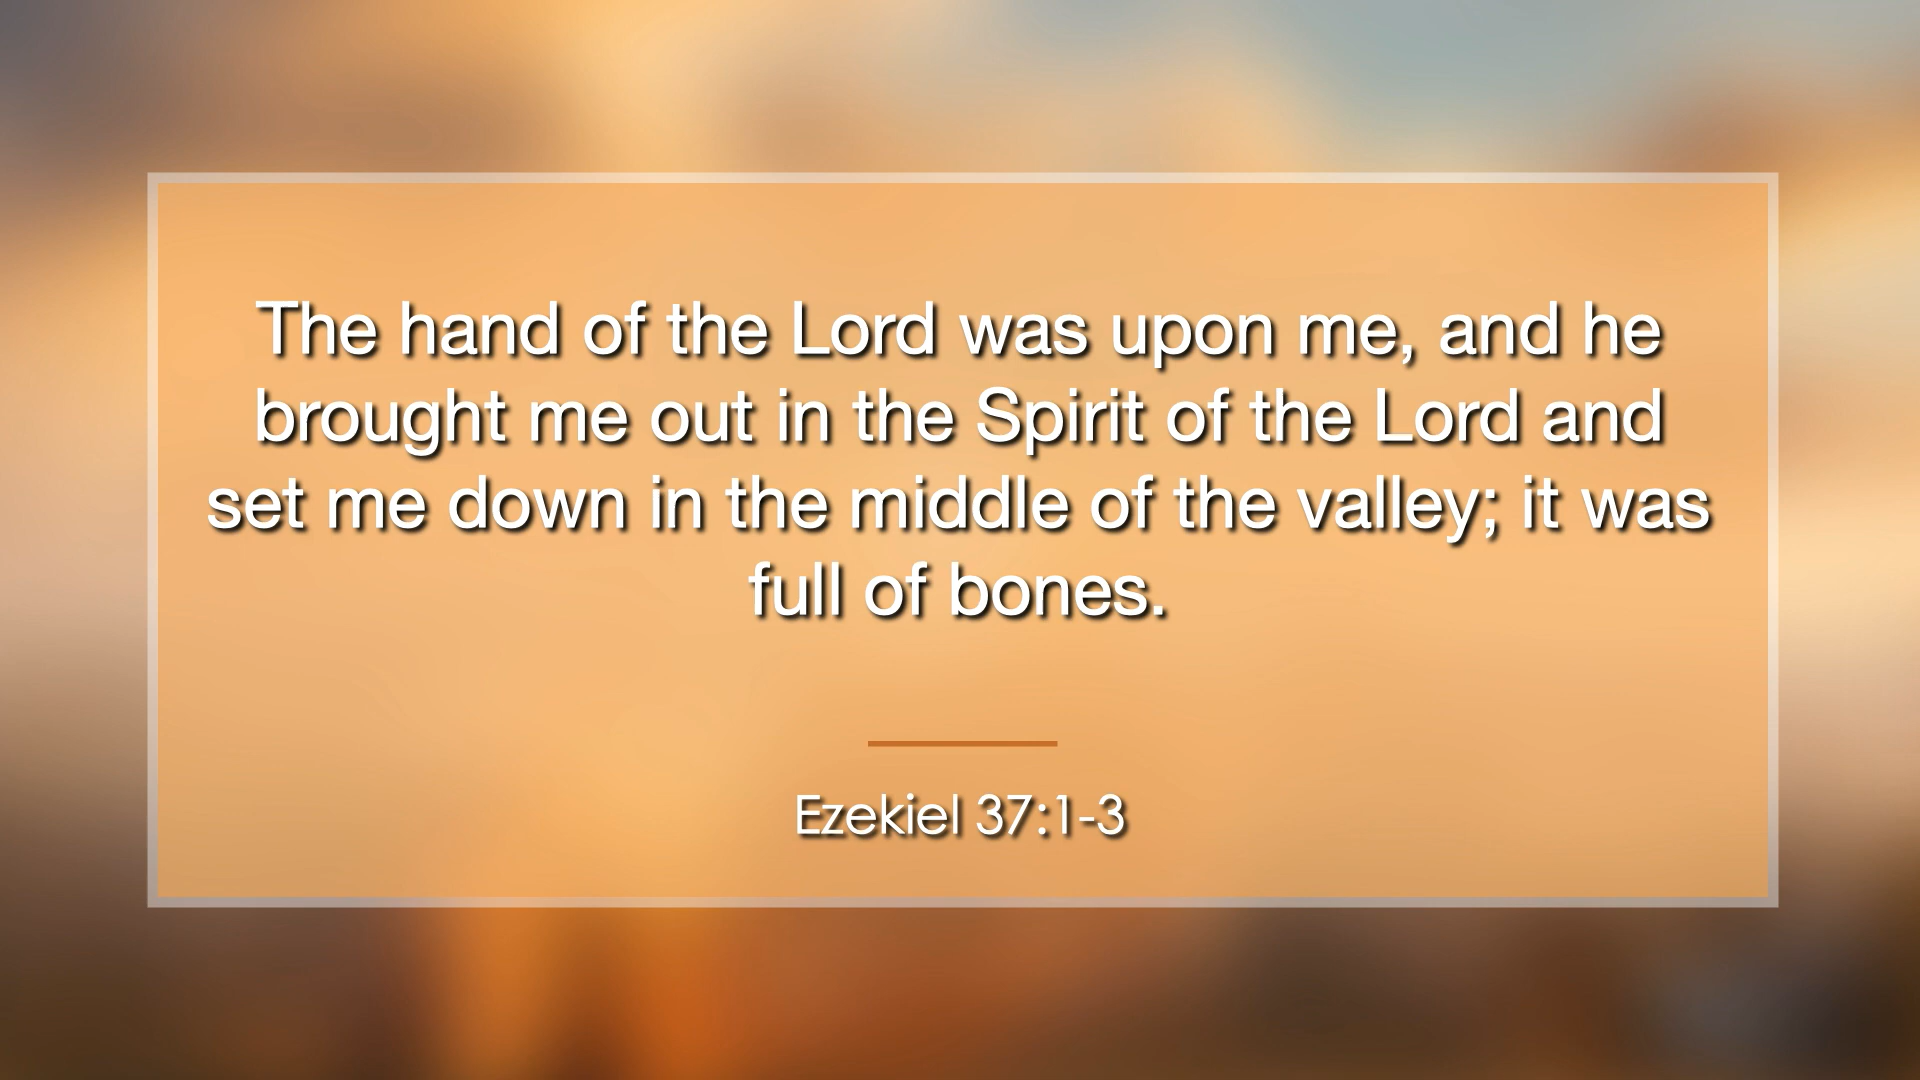 The hand of the Lord was upon me, and he
brought me out in the Spirit of the Lord and
set me down in the middle of the valley; it was
full of bones.
Ezekiel 37:1-3